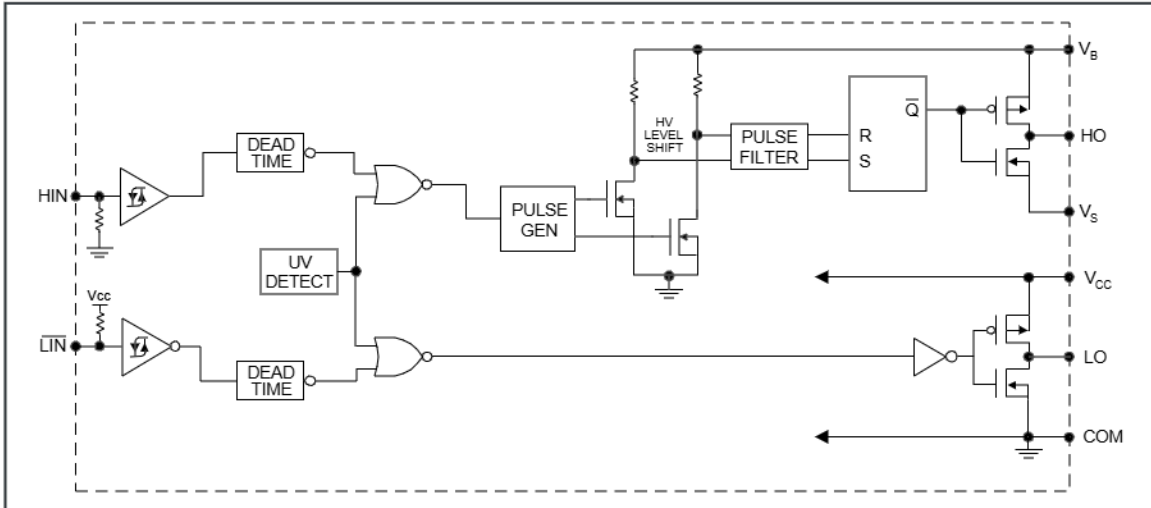 V_B
HV
LEVEL
SHIFT
Q̅
DEAD
TIME
PULSE
FILTER
R
S
HO
HIN
PULSE
GEN
V_S
UV
DETECT
V_CC
Vcc
L̅I̅N̅
LO
DEAD
TIME
COM